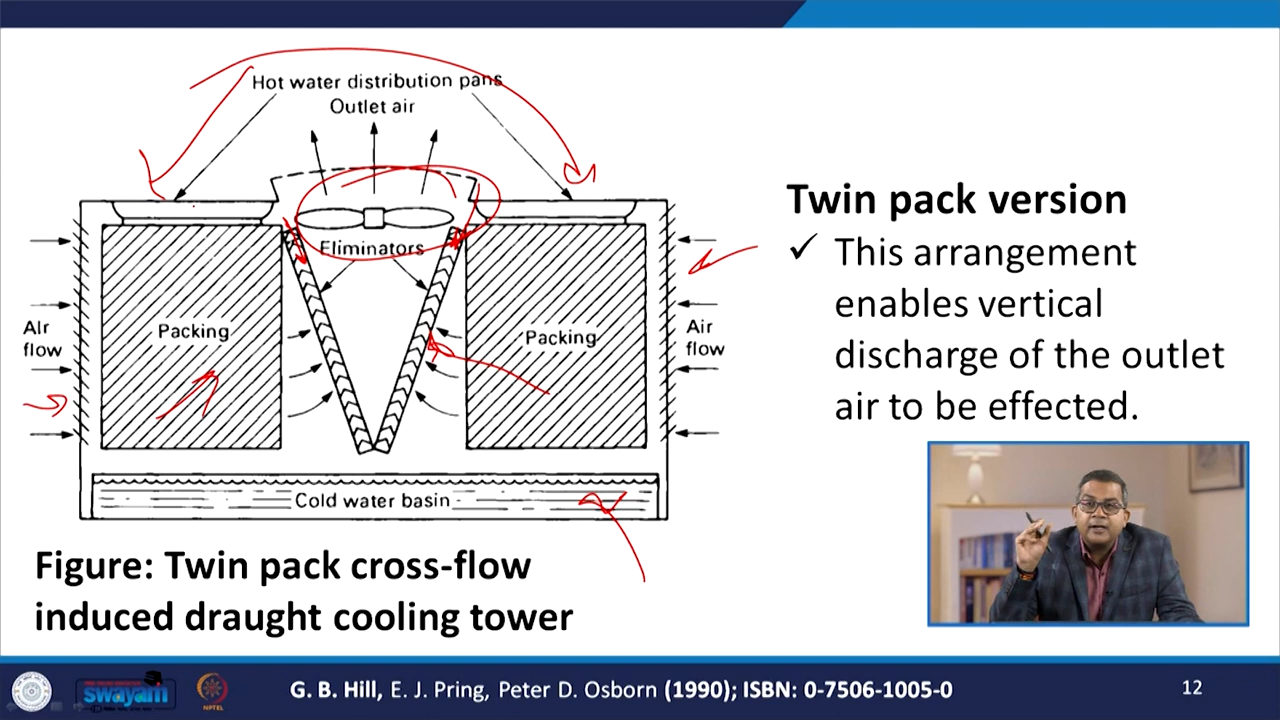 Hot water distribution pans
Outlet air
Eliminators
Air
flow
Packing
Packing
Air
flow
Cold water basin
Figure: Twin pack cross-flow
induced draught cooling tower
Twin pack version
✓ This arrangement
enables vertical
discharge of the outlet
air to be effected.
swayam
NPTEL
G. B. Hill, E. J. Pring, Peter D. Osborn (1990); ISBN: 0-7506-1005-0
12